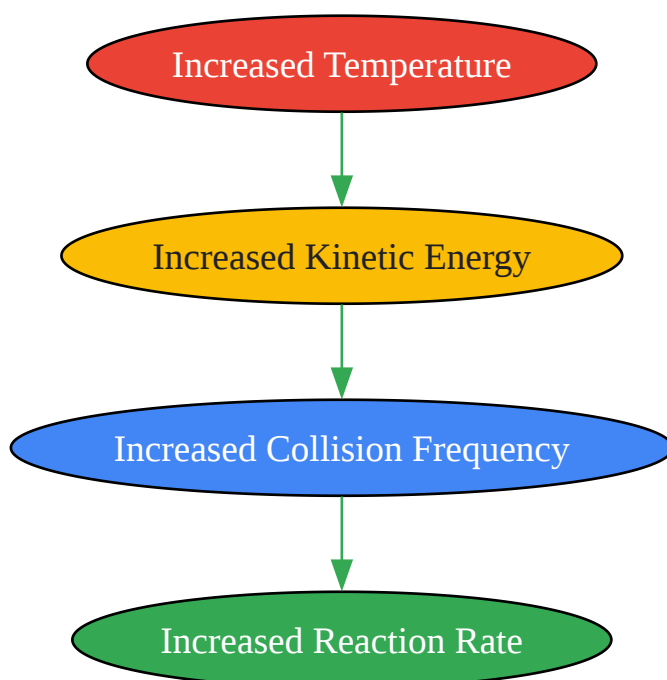 Increased Temperature
Increased Kinetic Energy
Increased Collision Frequency
Increased Reaction Rate